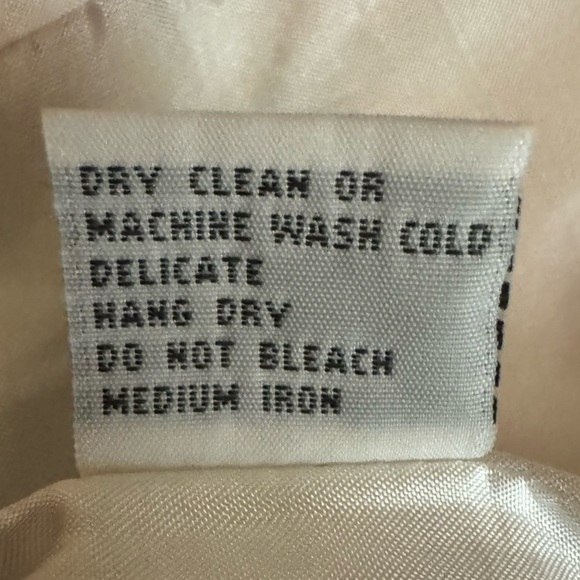 DRY CLEAN OR
MACHINE WASH COLD
DELICATE
HANG DRY
DO NOT BLEACH
MEDIUM IRON